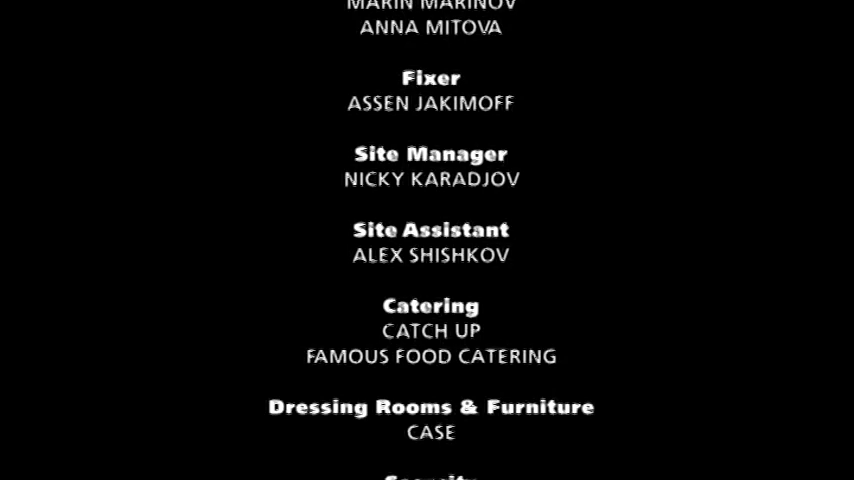 MARIN MARINOV
ANNA MITOVA
Fixer
ASSEN JAKIMOFF
Site Manager
NICKY KARADJOV
Site Assistant
ALEX SHISHKOV
Catering
CATCH UP
FAMOUS FOOD CATERING
Dressing Rooms & Furniture
CASE
Security